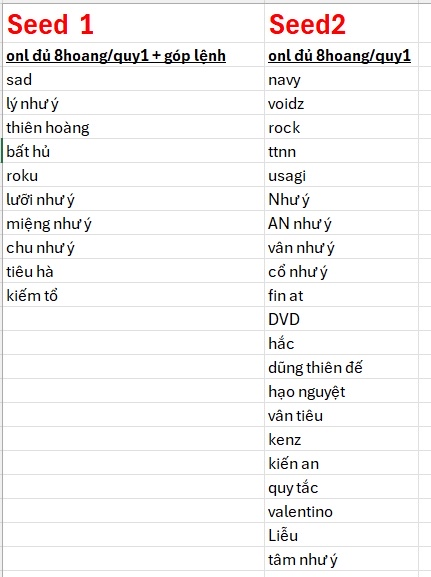 Seed 1
onl đủ 8hoang/quy1 + góp lệnh
sad
lý như ý
thiên hoàng
bất hủ
roku
lưỡi như ý
miệng như ý
chu như ý
tiêu hà
kiếm tổ
Seed2
onl đủ 8hoang/quy1
navy
voidz
rock
ttnn
usagi
Như ý
AN như ý
vân như ý
cổ như ý
fin at
DVD
hắc
dũng thiên đế
hạo nguyệt
vân tiêu
kenz
kiến an
quy tắc
valentino
Liễu
tâm như ý